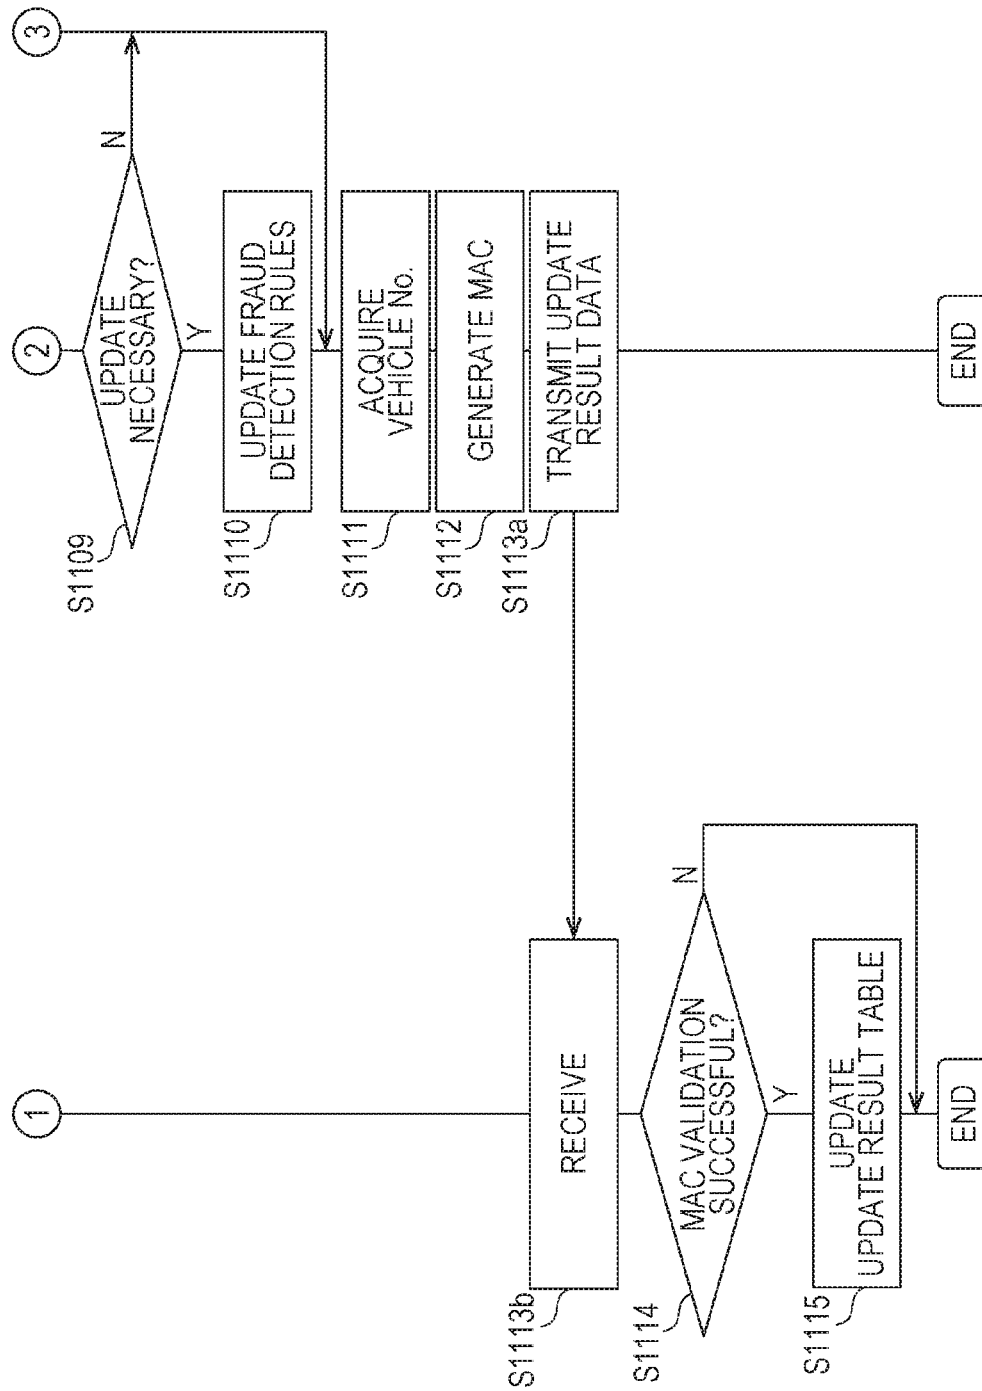 1
2
3
S1109
UPDATE
NECESSARY?
N
Y
S1110
UPDATE FRAUD
DETECTION RULES
S1111
ACQUIRE
VEHICLE No.
S1112
GENERATE MAC
S1113a
TRANSMIT UPDATE
RESULT DATA
S1113b
RECEIVE
S1114
MAC VALIDATION
SUCCESSFUL?
N
Y
S1115
UPDATE
UPDATE RESULT TABLE
END
END